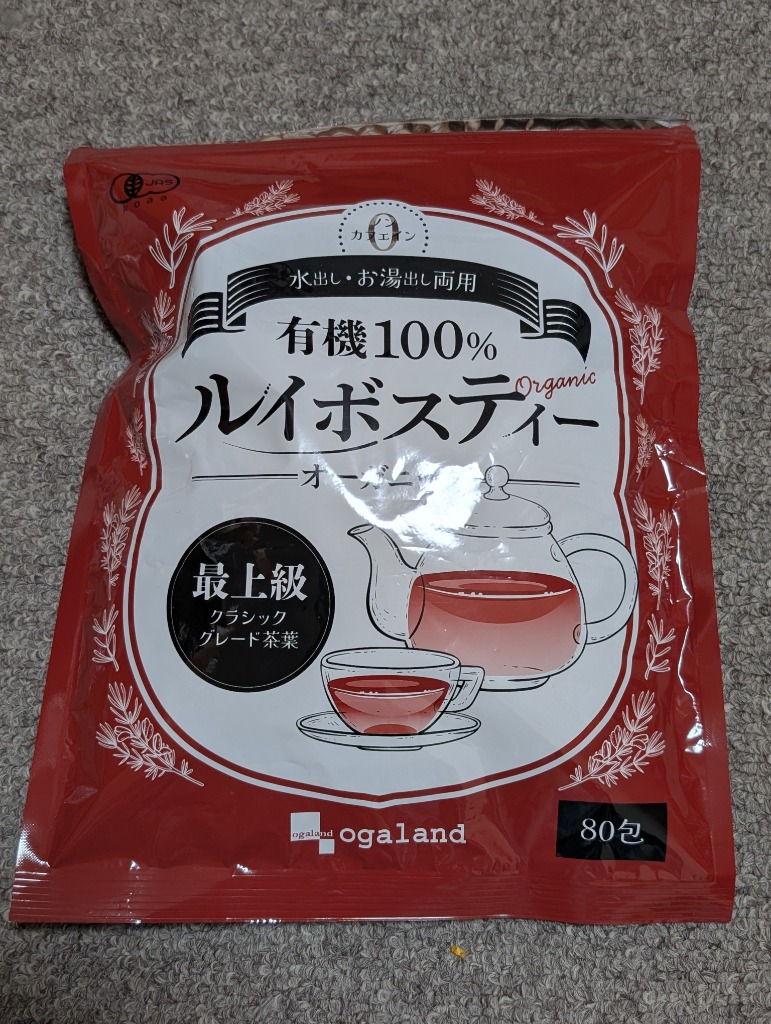 JAS
ノン
0
カフェイン
水出し・お湯出し両用
有機100%
Organic
ルイボスティー
最上級
クラシック
グレード茶葉
ogaland
ogaland
80包